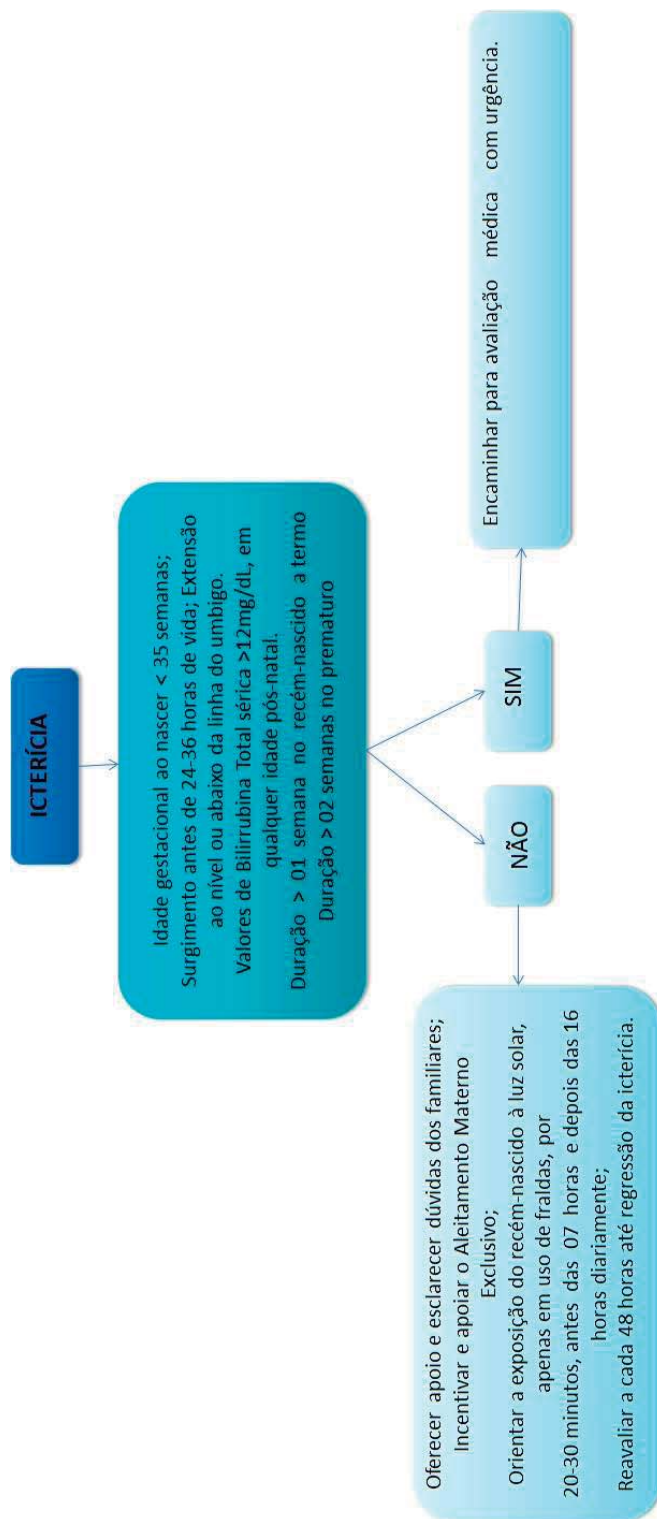 ICTERÍCIA
Idade gestacional ao nascer < 35 semanas;
Surgimento antes de 24-36 horas de vida; Extensão
ao nível ou abaixo da linha do umbigo.
Valores de Bilirrubina Total sérica >12mg/dL, em
qualquer idade pós-natal.
Duração > 01 semana no recém-nascido a termo
Duração > 02 semanas no prematuro
NÃO
SIM
Oferecer apoio e esclarecer dúvidas dos familiares;
Incentivar e apoiar o Aleitamento Materno
Exclusivo;
Orientar a exposição do recém-nascido à luz solar,
apenas em uso de fraldas, por
20-30 minutos, antes das 07 horas e depois das 16
horas diariamente;
Reavaliar a cada 48 horas até regressão da icterícia.
Encaminhar para avaliação médica com urgência.